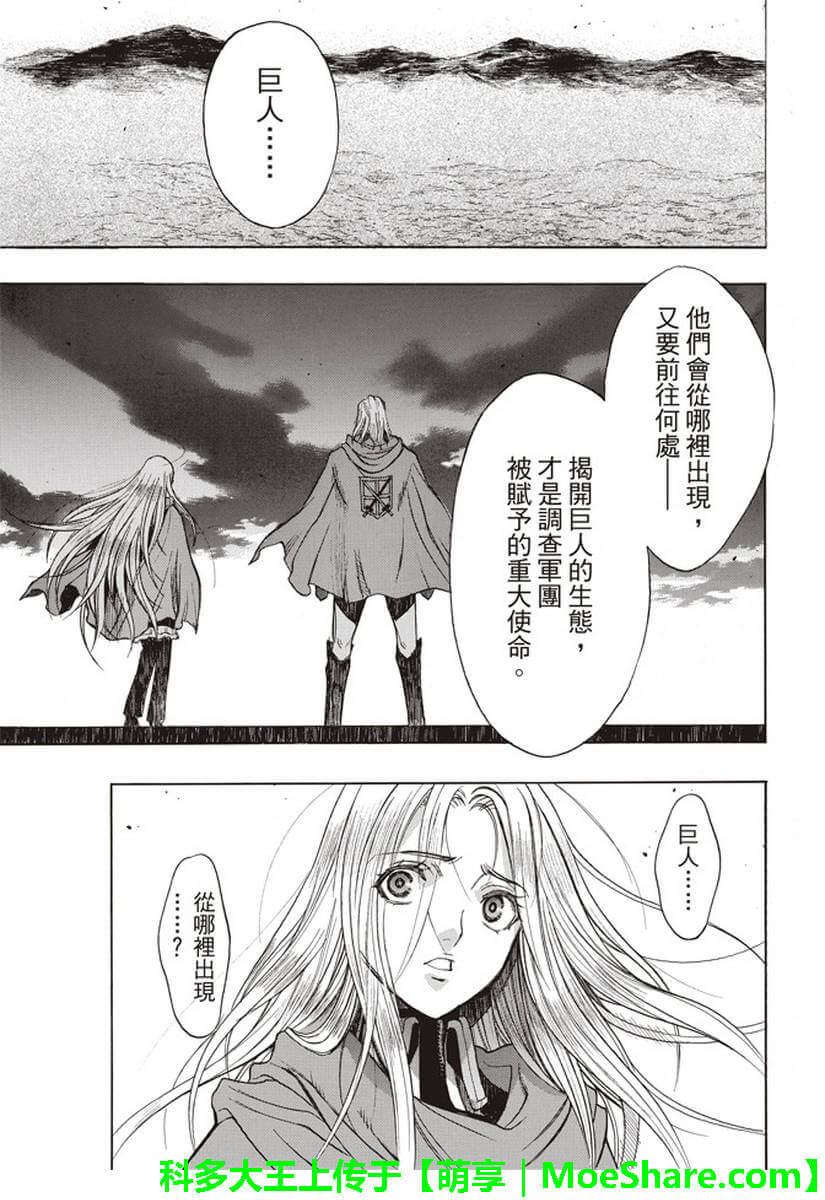 巨人……
他們會從哪裡出現，
又要前往何處——
揭開巨人的生態，
才是調查軍團
被賦予的重大使命。
巨人……
從哪裡出現
……？
科多大王上传于【萌享|MoeShare.com】